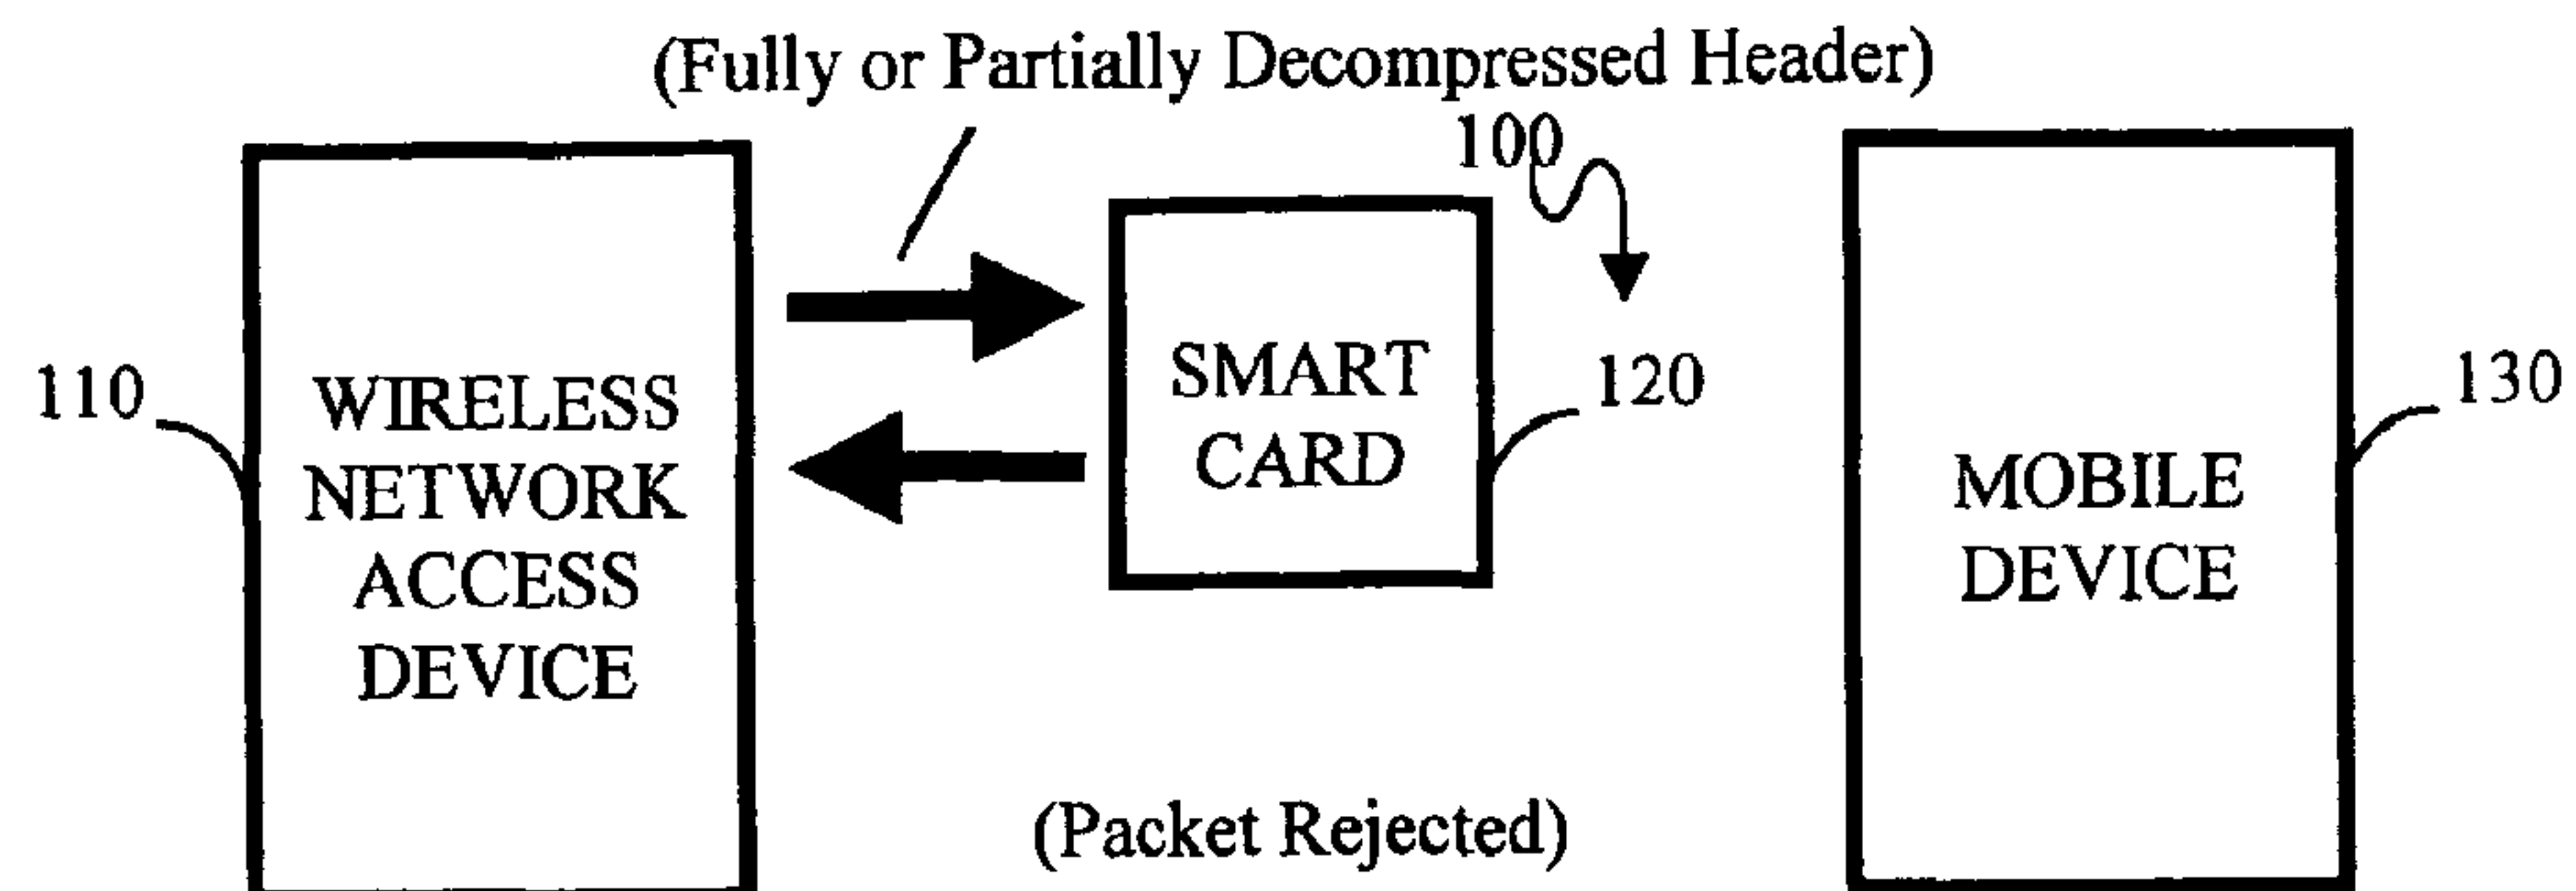 (Fully or Partially Decompressed Header)
100
110
WIRELESS
NETWORK
ACCESS
DEVICE
SMART
CARD
120
MOBILE
DEVICE
130
(Packet Rejected)